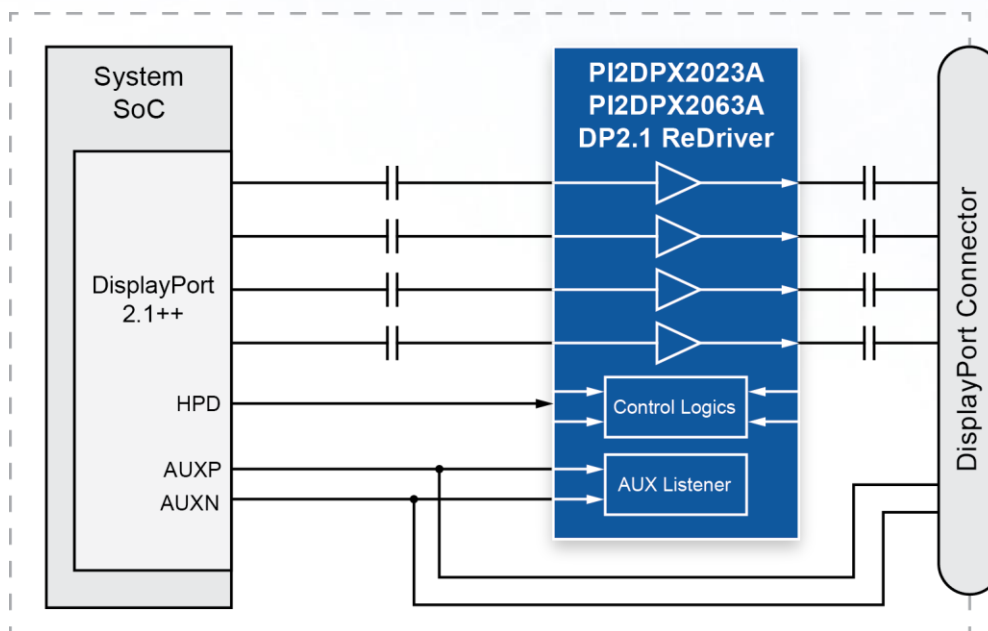 System
SoC
PI2DPX2023A
PI2DPX2063A
DP2.1 ReDriver
DisplayPort
2.1++
HPD
AUXP
AUXN
Control Logics
AUX Listener
DisplayPort Connector